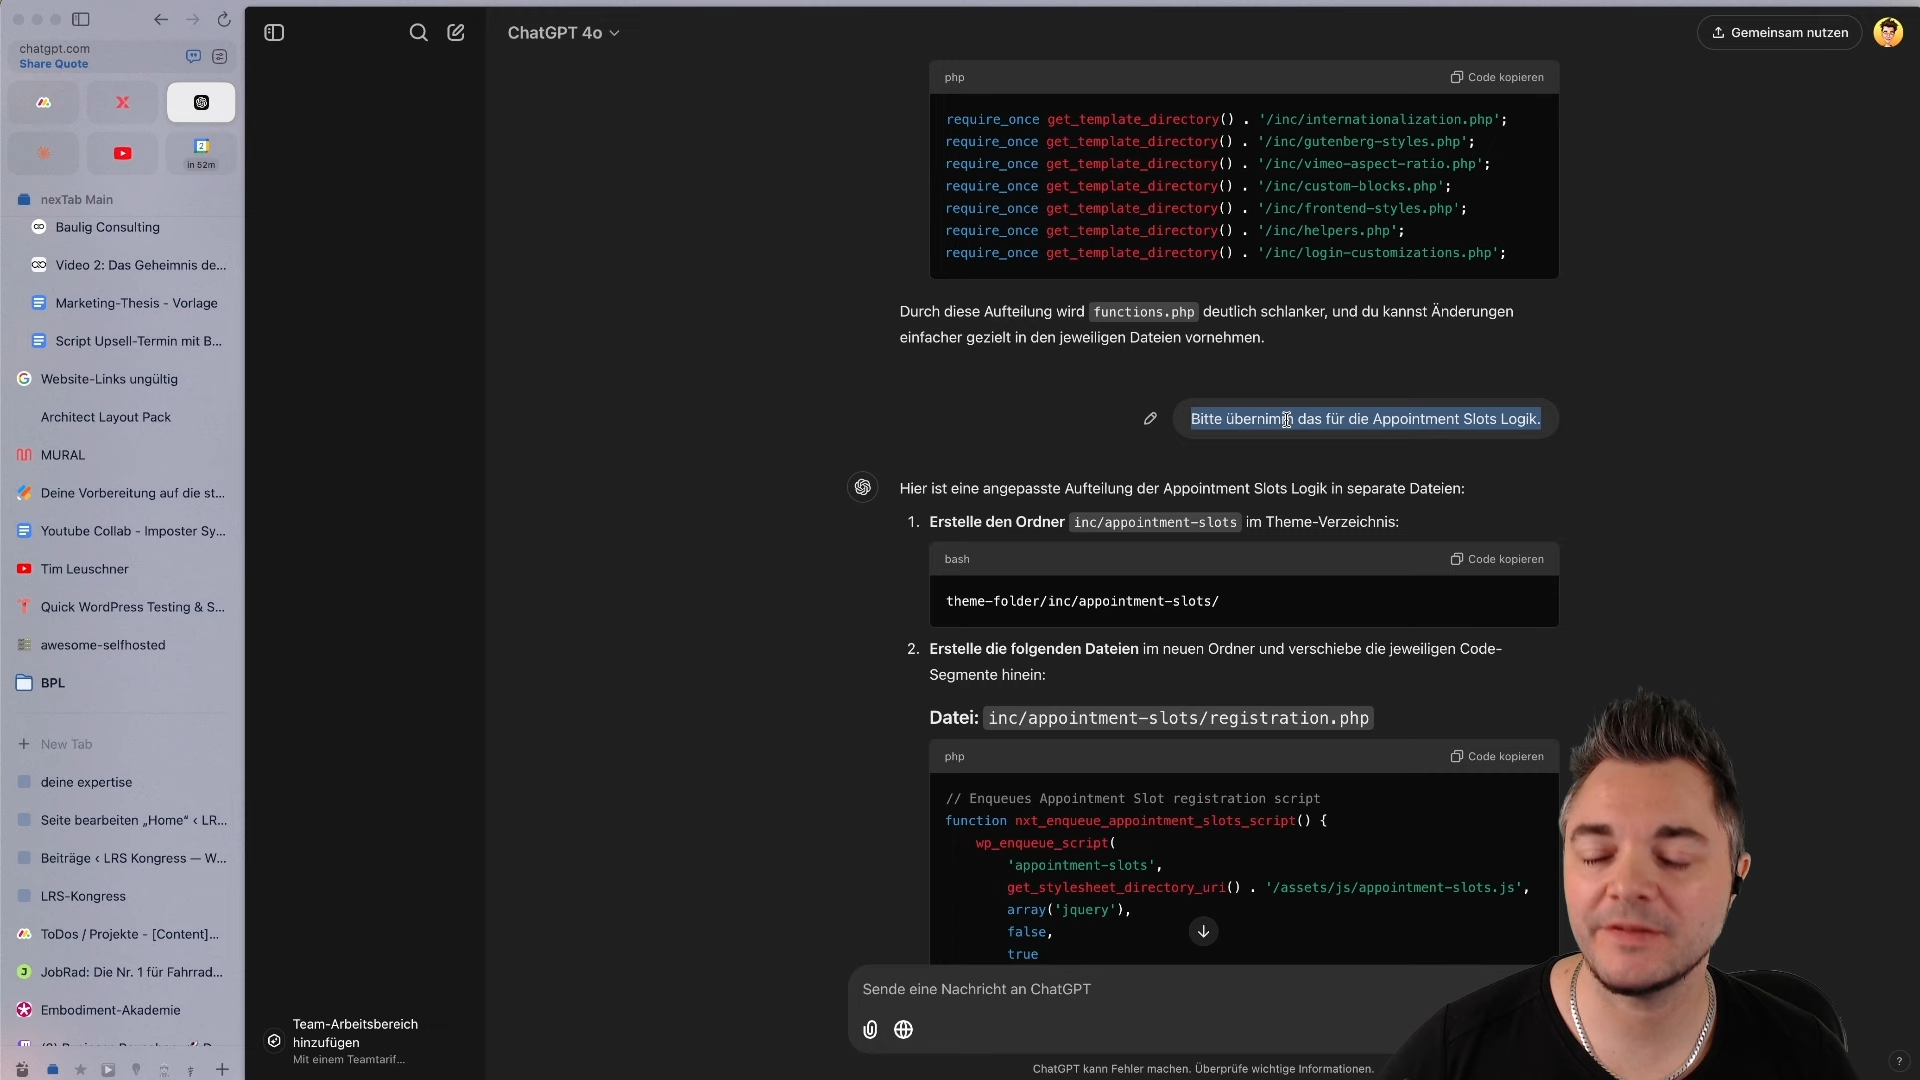 chatgpt.com
Share Quote
2
in 52m
nexTab Main
Baulig Consulting
Video 2: Das Geheimnis de...
Marketing-Thesis - Vorlage
Script Upsell-Termin mit B...
Website-Links ungültig
Architect Layout Pack
MURAL
Deine Vorbereitung auf die st...
Youtube Collab - Imposter Sy...
Tim Leuschner
Quick WordPress Testing & S...
awesome-selfhosted
BPL
New Tab
deine expertise
Seite bearbeiten „Home“ ‹ LR...
Beiträge ‹ LRS Kongress — W...
LRS-Kongress
ToDos / Projekte - [Content]...
JobRad: Die Nr. 1 für Fahrrad...
Embodiment-Akademie
Team-Arbeitsbereich
hinzufügen
Mit einem Teamtarif...
ChatGPT 4o
Gemeinsam nutzen
php
Code kopieren
require_once get_template_directory() . '/inc/internationalization.php';
require_once get_template_directory() . '/inc/gutenberg-styles.php';
require_once get_template_directory() . '/inc/vimeo-aspect-ratio.php';
require_once get_template_directory() . '/inc/custom-blocks.php';
require_once get_template_directory() . '/inc/frontend-styles.php';
require_once get_template_directory() . '/inc/helpers.php';
require_once get_template_directory() . '/inc/login-customizations.php';
Durch diese Aufteilung wird functions.php deutlich schlanker, und du kannst Änderungen
einfacher gezielt in den jeweiligen Dateien vornehmen.
Bitte übernimm das für die Appointment Slots Logik.
Hier ist eine angepasste Aufteilung der Appointment Slots Logik in separate Dateien:
1. Erstelle den Ordner inc/appointment-slots im Theme-Verzeichnis:
bash
Code kopieren
theme-folder/inc/appointment-slots/
2. Erstelle die folgenden Dateien im neuen Ordner und verschiebe die jeweiligen Code-
Segmente hinein:
Datei: inc/appointment-slots/registration.php
php
Code kopieren
// Enqueues Appointment Slot registration script
function nxt_enqueue_appointment_slots_script() {
wp_enqueue_script(
'appointment-slots',
get_stylesheet_directory_uri() . '/assets/js/appointment-slots.js',
array('jquery'),
false,
true
Sende eine Nachricht an ChatGPT
ChatGPT kann Fehler machen. Überprüfe wichtige Informationen.
?